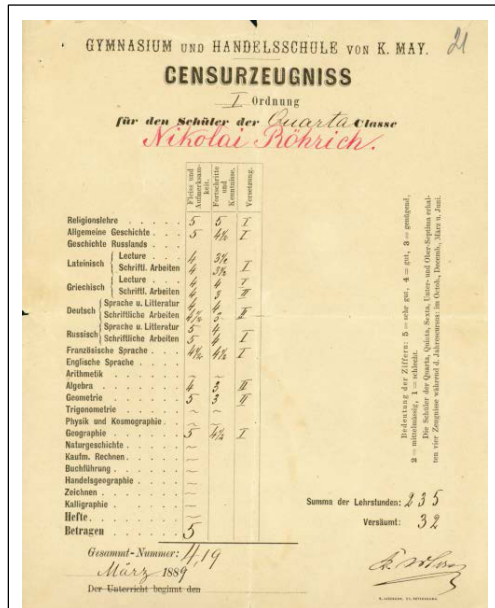 21
GYMNASIUM UND HANDELSSCHULE VON K. MAY.
CENSURZEUGNISS
I Ordnung
für den Schüler der Quarta Classe
Nikolai Röhrich.
Fleiss und Aufmerksamkeit.
Fortschritte und Kenntnisse.
Versetzung.
Religionslehre 5 5 I
Allgemeine Geschichte 5 4½ I
Geschichte Russlands
Lateinisch { Lecture 4 3½
Schriftl. Arbeiten 4 3½ I
Griechisch { Lecture 4 4 I
Schriftl. Arbeiten 4 3 II
Deutsch { Sprache u. Litteratur 4 4
Schriftliche Arbeiten 4½ 3 II
Russisch { Sprache u. Litteratur 5 4
Schriftliche Arbeiten 5 4 I
Französische Sprache 4½ 4½ I
Englische Sprache
Arithmetik ~ ~
Algebra 4 3 III
Geometrie 5 3 II
Trigonometrie ~ ~
Physik und Kosmographie ~
Geographie 5 4½ I
Naturgeschichte ~
Kaufm. Rechnen ~
Buchführung ~
Handelsgeographie ~
Zeichnen ~
Kalligraphie ~
Hefte ~
Betragen 5
Gesammt-Nummer: 4,19
März 1889
Der Unterricht beginnt den
Bedeutung der Ziffern: 5 = sehr gut, 4 = gut, 3 = genügend,
2 = mittelmässig, 1 = schlecht.
Die Schüler der Quarta, Quinta, Sexta, Unter- und Ober-Septima erhal-
ten vier Zeugnisse während d. Jahrescursus: im Octob., Decemb., März u. Juni.
Summa der Lehrstunden: 235
Versäumt: 32